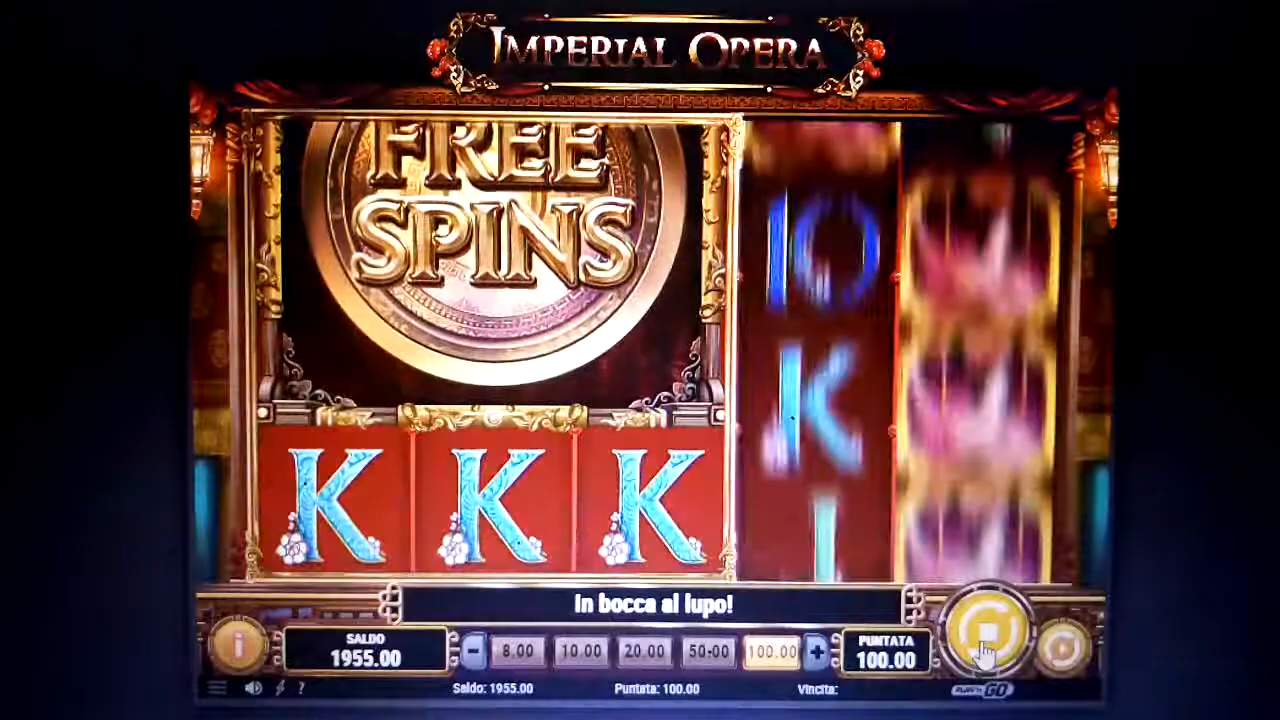 IMPERIAL OPERA
FREE
SPINS
10
K
K K K
In bocca al lupo!
i
SALDO
1955.00
- 8.00 10.00 20.00 50.00 100.00 +
PUNTATA
100.00
?
Saldo: 1955.00 Puntata: 100.00 Vincita:
PLAY'N GO